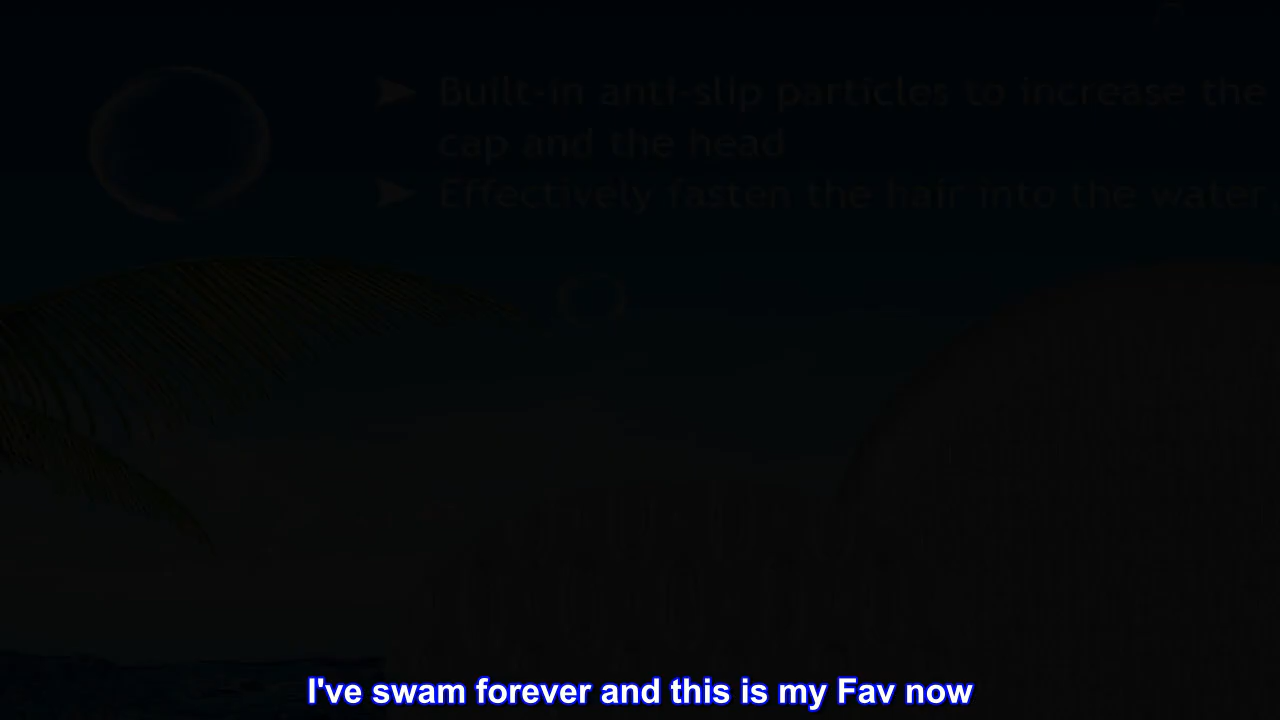 Built-in anti-slip particles to increase the
cap and the head
Effectively fasten the hair into the water
I've swam forever and this is my Fav now